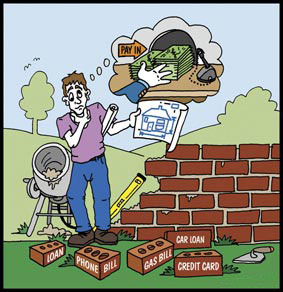 PAY IN
LOAN
PHONE BILL
GAS BILL
CAR LOAN
CREDIT CARD